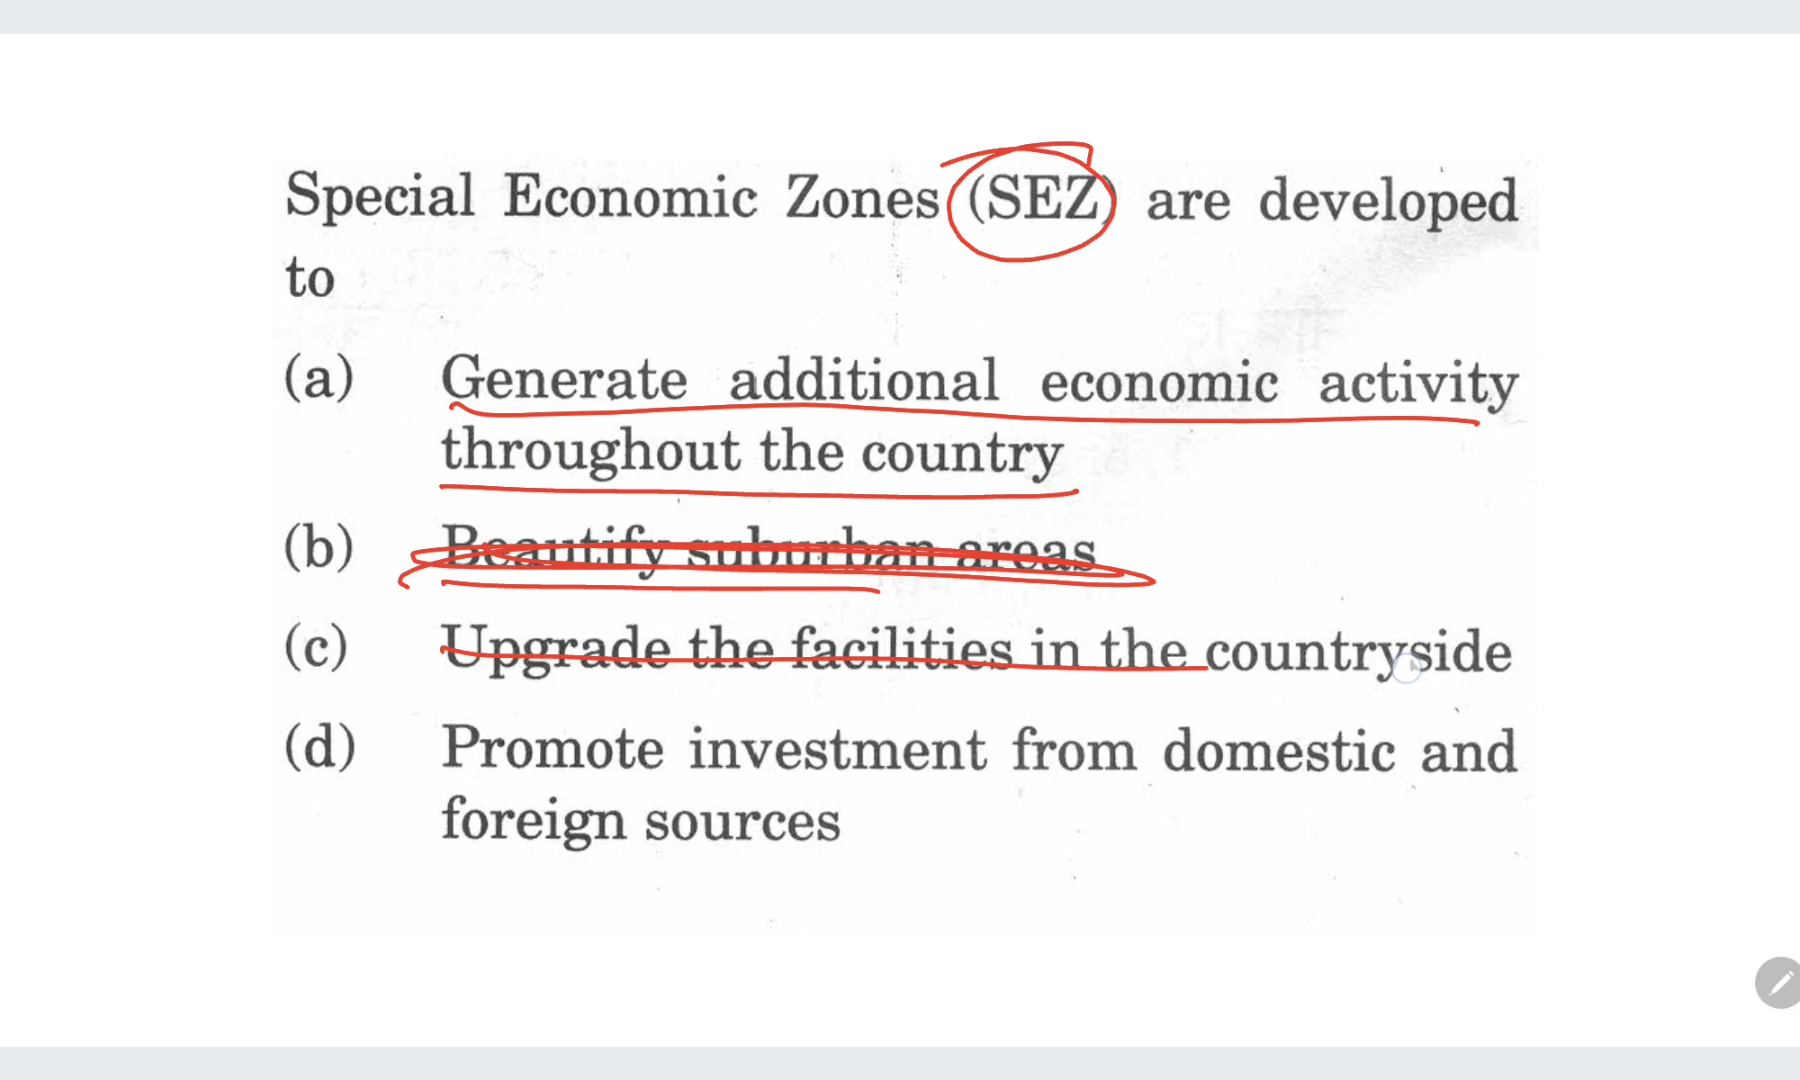 Special Economic Zones (SEZ) are developed
to
(a) Generate additional economic activity
throughout the country
(b) Beautify suburban areas
(c) Upgrade the facilities in the countryside
(d) Promote investment from domestic and
foreign sources